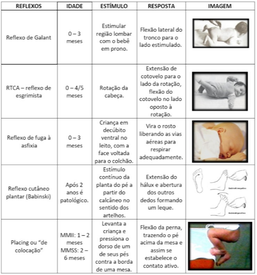 REFLEXOS IDADE ESTÍMULO RESPOSTA IMAGEM
Reflexo de Galant
0 – 3
meses
Estimular
região lombar
com o bebê
em prono.
Flexão lateral do
tronco para o
lado estimulado.
RTCA – reflexo de
esgrimista
0 – 4/5
meses
Rotação da
cabeça.
Extensão de
cotovelo para o
lado da rotação,
flexão do
cotovelo no lado
oposto à
rotação.
Reflexo de fuga à
asfixia
0 – 3
meses
Criança em
decúbito
ventral no
leito, com a
face voltada
para o colchão.
Vira o rosto
liberando as vias
aéreas para
respirar
adequadamente.
Reflexo cutâneo
plantar (Babinski)
Após 2
anos é
patológico.
Estímulo
contínuo da
planta do pé a
partir do
calcâneo no
sentido dos
artelhos.
Extensão do
hálux e abertura
dos outros
dedos formando
um leque.
Placing ou "de
colocação"
MMII: 1 – 2
meses
MMSS: 2 –
6 meses
Levanta a
criança e
pressiona o
dorso de um
de seus pés
contra a borda
de uma mesa.
Flexão da perna,
trazendo o pé
acima da mesa e
assim se
estabelece o
contato ativo.